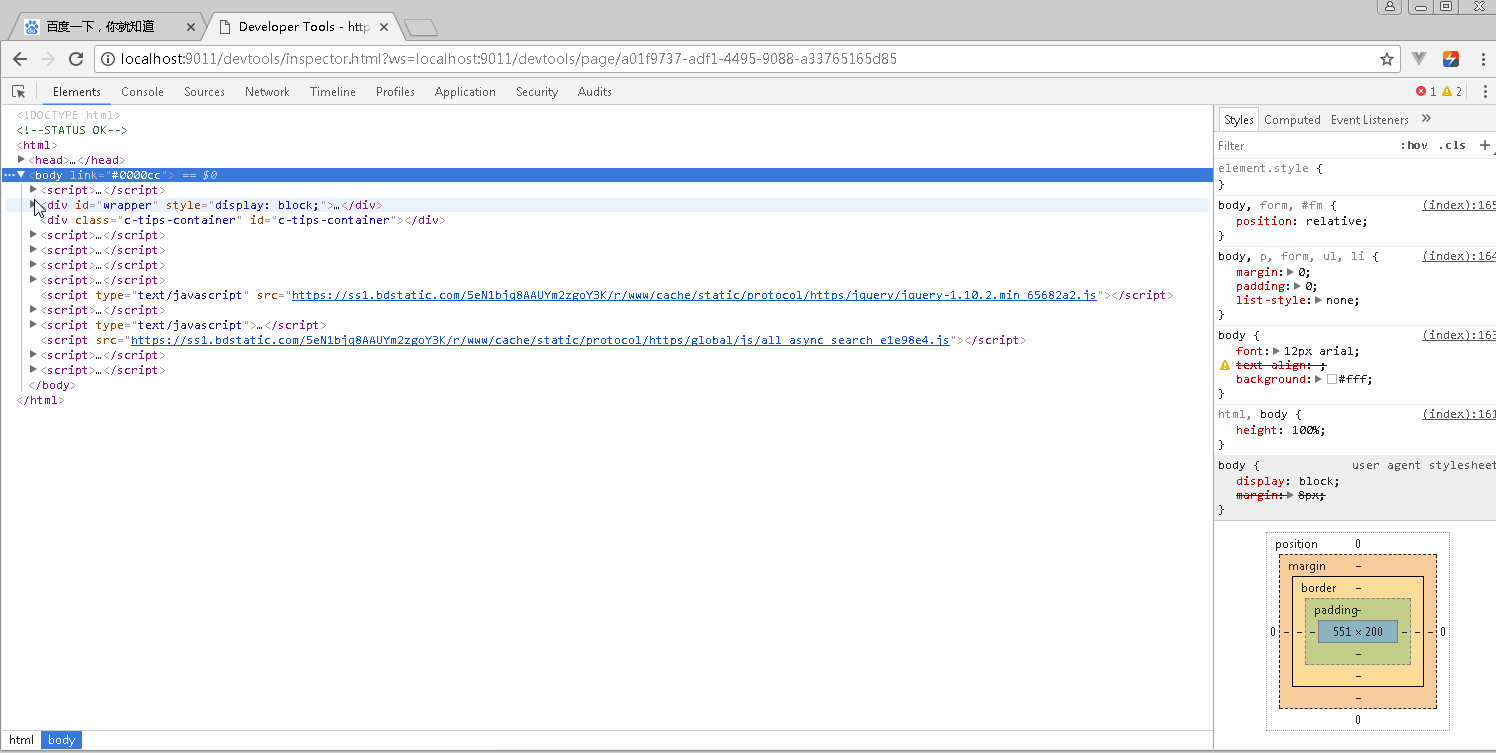 百度一下，你就知道
Developer Tools - http
localhost:9011/devtools/inspector.html?ws=localhost:9011/devtools/page/a01f9737-adf1-4495-9088-a33765165d85
Elements Console Sources Network Timeline Profiles Application Security Audits 1 2
<!DOCTYPE html>
<!--STATUS OK-->
<html>
<head>…</head>
<body link="#0000cc"> == $0
<script>…</script>
<div id="wrapper" style="display: block;">…</div>
<div class="c-tips-container" id="c-tips-container"></div>
<script>…</script>
<script>…</script>
<script>…</script>
<script>…</script>
<script type="text/javascript" src="https://ss1.bdstatic.com/5eN1bjq8AAUYm2zgoY3K/r/www/cache/static/protocol/https/jquery/jquery-1.10.2.min_65682a2.js"></script>
<script>…</script>
<script type="text/javascript">…</script>
<script src="https://ss1.bdstatic.com/5eN1bjq8AAUYm2zgoY3K/r/www/cache/static/protocol/https/global/js/all_async_search_e1e98e4.js"></script>
<script>…</script>
<script>…</script>
</body>
</html>
html body
Styles Computed Event Listeners »
Filter :hov .cls +
element.style {
}
body, form, #fm { (index):165
position: relative;
}
body, p, form, ul, li { (index):164
margin: 0;
padding: 0;
list-style: none;
}
body { (index):163
font: 12px arial;
text-align: ;
background: #fff;
}
html, body { (index):161
height: 100%;
}
body { user agent stylesheet
display: block;
margin: 8px;
}
position 0
margin –
border –
padding –
0 – – – 551 × 200 – – – 0
–
–
–
0